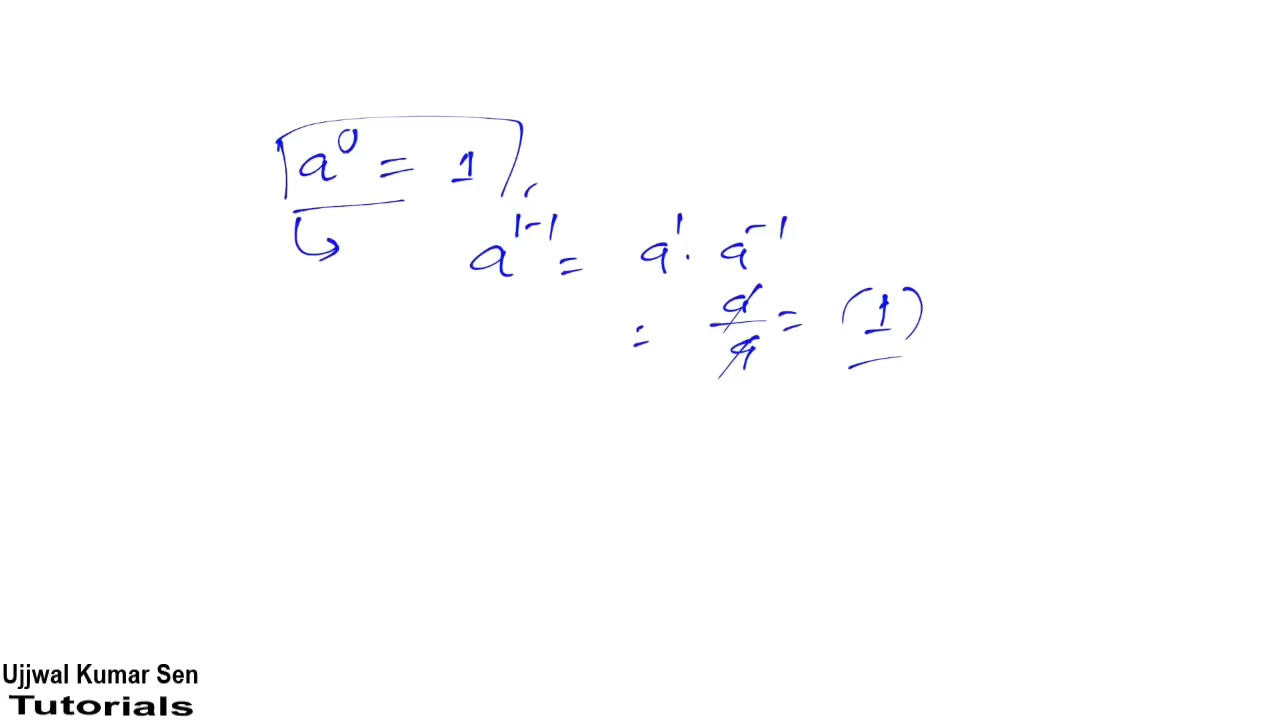 a⁰ = 1
a¹⁻¹ = a¹ · a⁻¹
= a/a = (1)
Ujjwal Kumar Sen
Tutorials